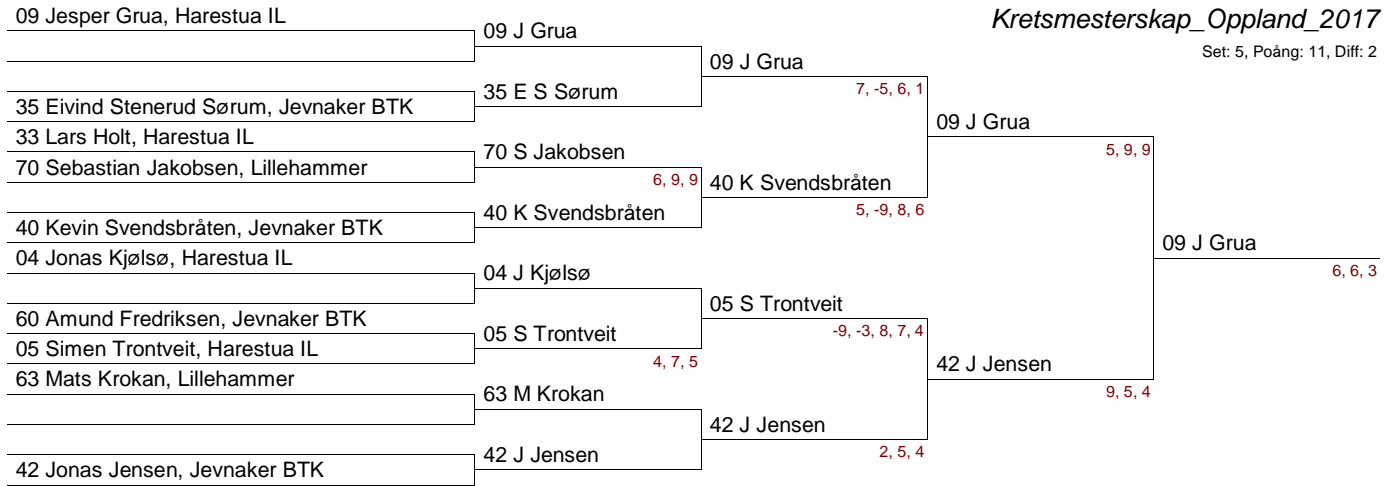 Kretsmesterskap_Oppland_2017
Set: 5, Poång: 11, Diff: 2
09 Jesper Grua, Harestua IL
35 Eivind Stenerud Sørum, Jevnaker BTK
33 Lars Holt, Harestua IL
70 Sebastian Jakobsen, Lillehammer
40 Kevin Svendsbråten, Jevnaker BTK
04 Jonas Kjølsø, Harestua IL
60 Amund Fredriksen, Jevnaker BTK
05 Simen Trontveit, Harestua IL
63 Mats Krokan, Lillehammer
42 Jonas Jensen, Jevnaker BTK
09 J Grua
35 E S Sørum
70 S Jakobsen
6, 9, 9
40 K Svendsbråten
04 J Kjølsø
05 S Trontveit
4, 7, 5
63 M Krokan
42 J Jensen
09 J Grua
7, -5, 6, 1
40 K Svendsbråten
5, -9, 8, 6
05 S Trontveit
-9, -3, 8, 7, 4
42 J Jensen
2, 5, 4
09 J Grua
5, 9, 9
42 J Jensen
9, 5, 4
09 J Grua
6, 6, 3